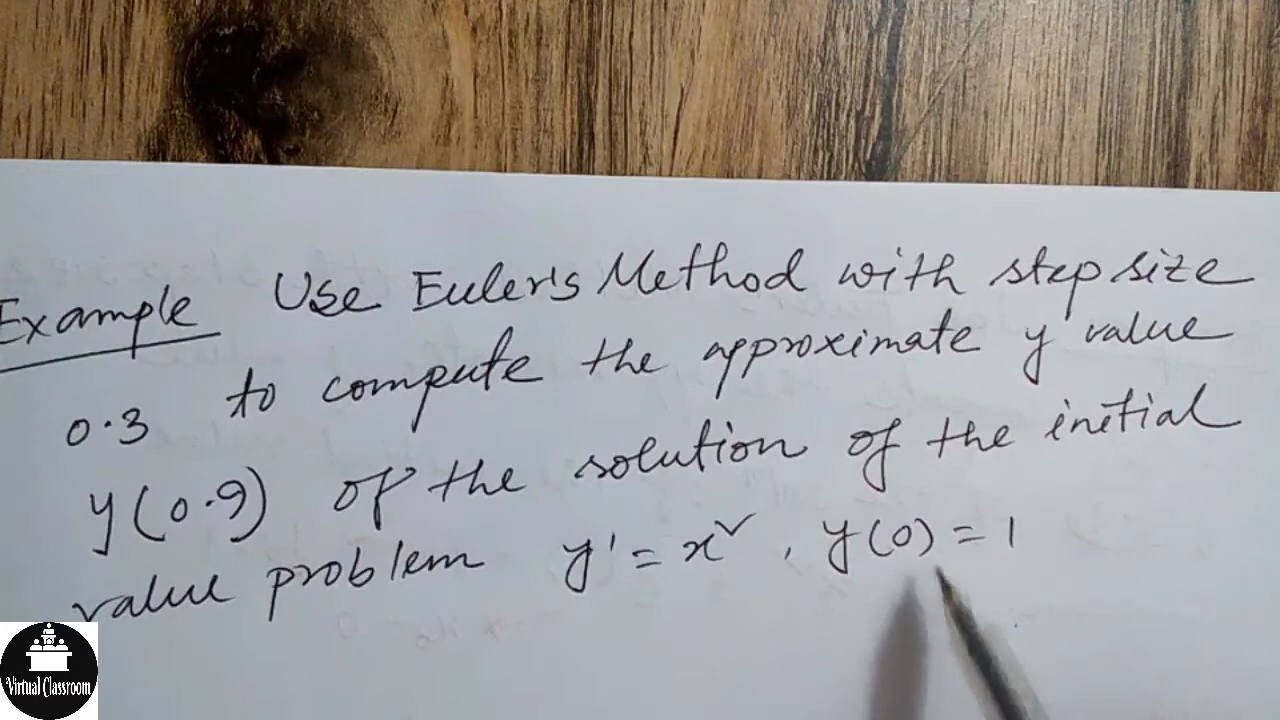 Example Use Euler's Method with step size
0.3 to compute the approximate y value
y(0.9) of the solution of the initial
value problem y' = x², y(0) = 1
Virtual Classroom